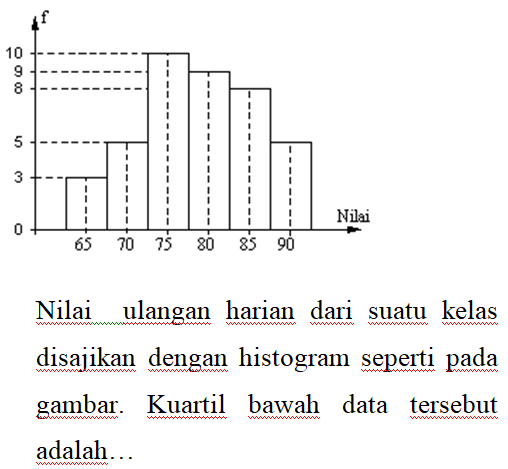 f
10
9
8
5
3
0
65 70 75 80 85 90
Nilai
Nilai ulangan harian dari suatu kelas
disajikan dengan histogram seperti pada
gambar. Kuartil bawah data tersebut
adalah…